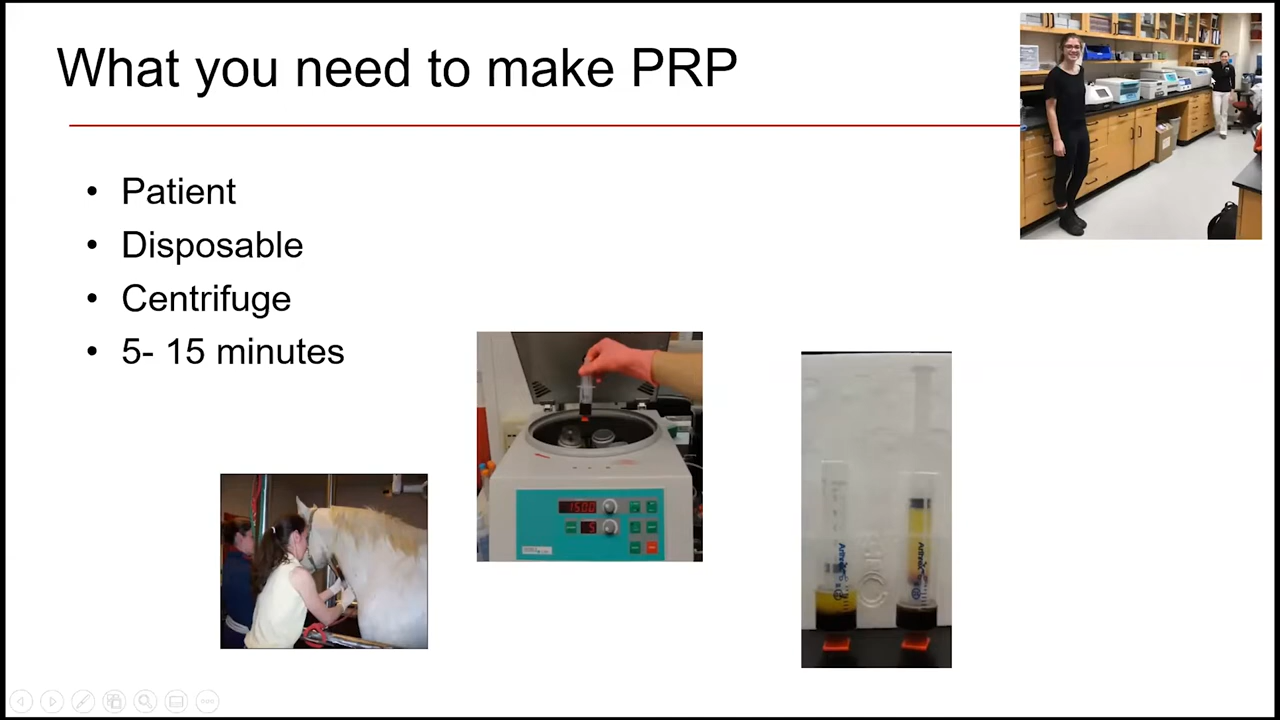 What you need to make PRP
• Patient
• Disposable
• Centrifuge
• 5- 15 minutes
1500
5